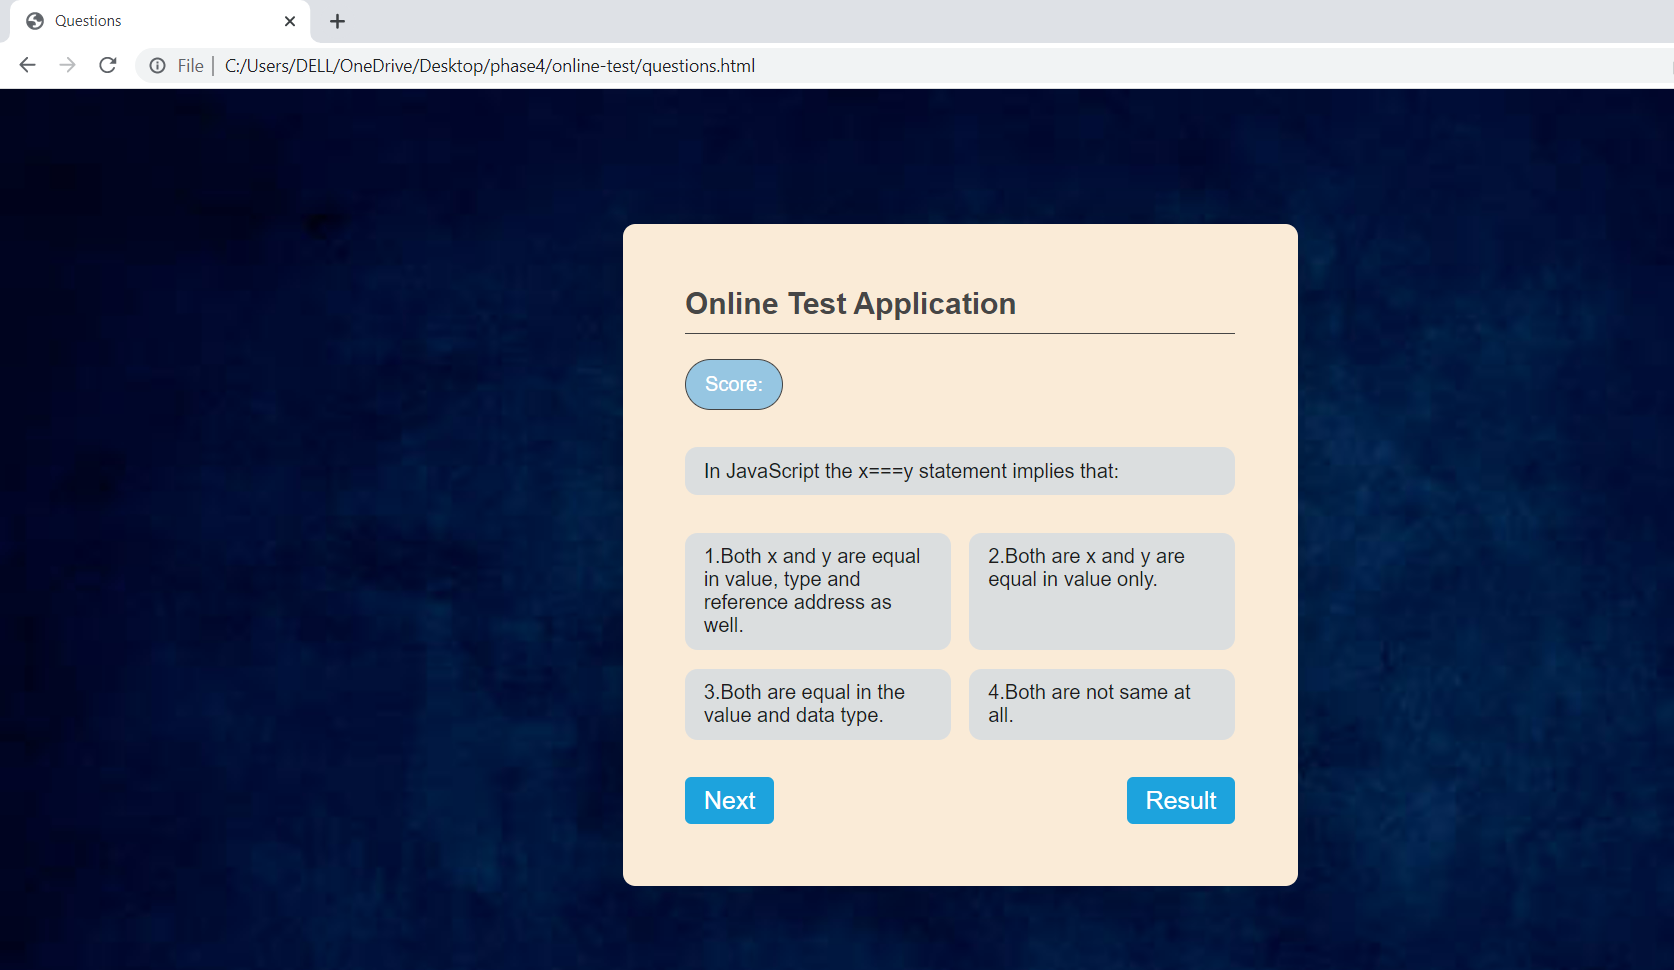 Questions
File
C:/Users/DELL/OneDrive/Desktop/phase4/online-test/questions.html
Online Test Application
Score:
In JavaScript the x===y statement implies that:
1.Both x and y are equal
in value, type and
reference address as
well.
2.Both are x and y are
equal in value only.
3.Both are equal in the
value and data type.
4.Both are not same at
all.
Next
Result